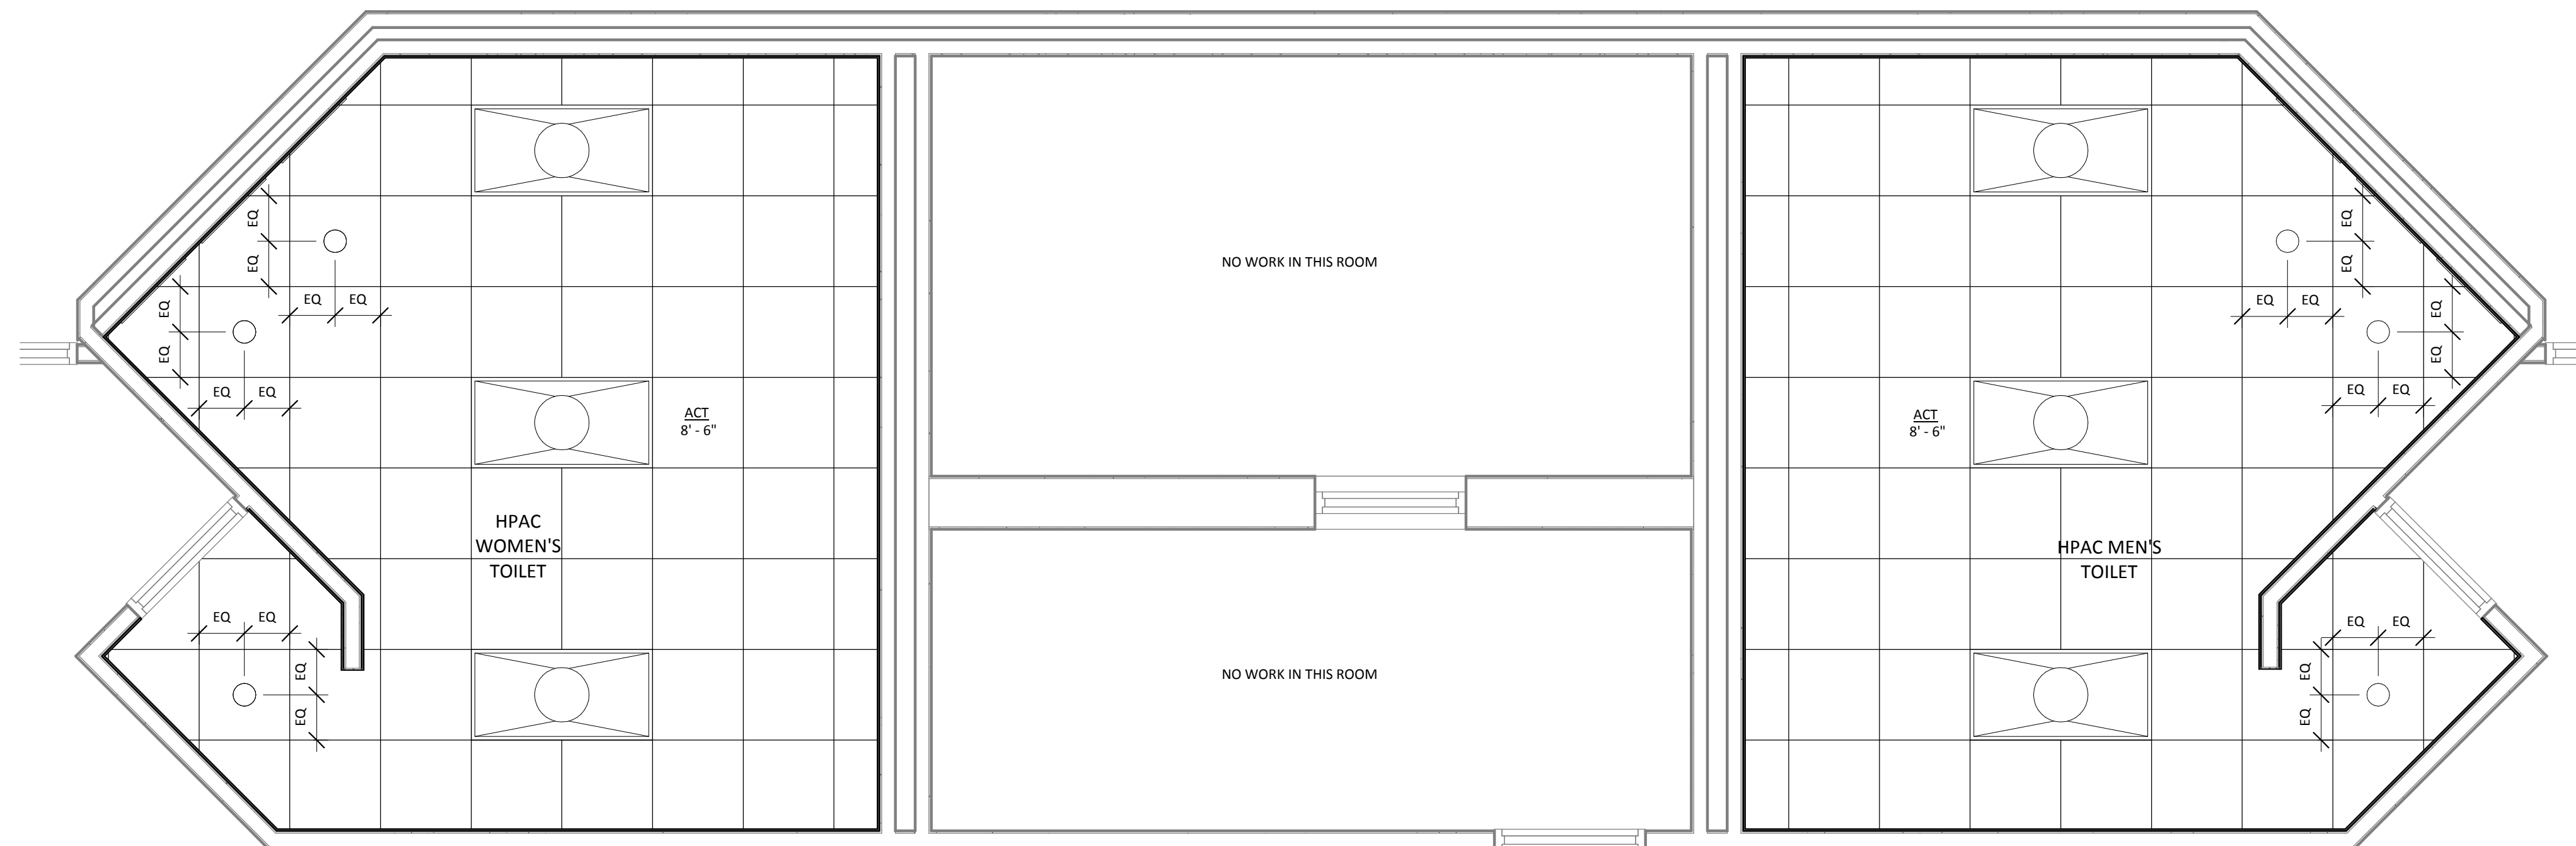 EQ
EQ
EQ
EQ
EQ
EQ
EQ
EQ
ACT
8' - 6"
HPAC
WOMEN'S
TOILET
EQ
EQ
EQ
EQ
NO WORK IN THIS ROOM
NO WORK IN THIS ROOM
EQ
EQ
EQ
EQ
EQ
EQ
EQ
EQ
ACT
8' - 6"
HPAC MEN'S
TOILET
EQ
EQ
EQ
EQ